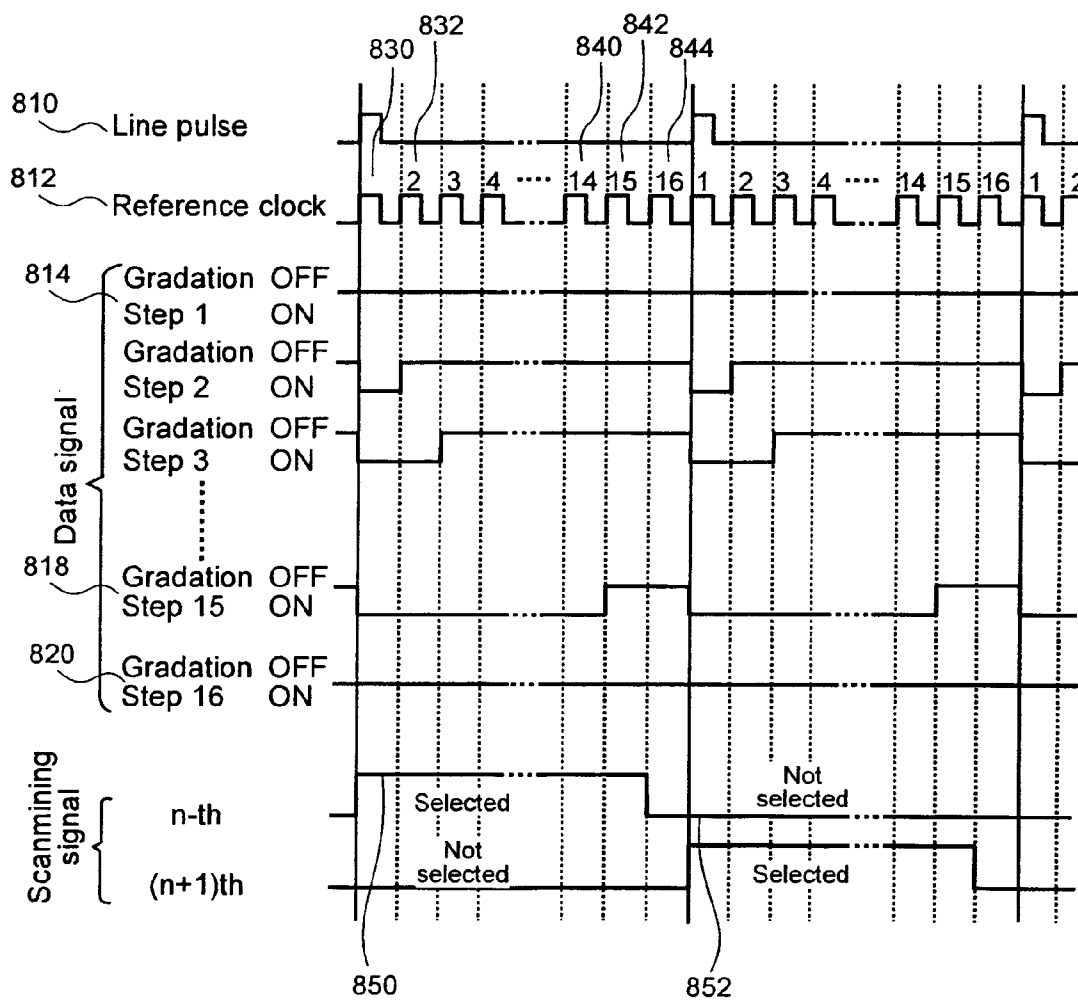 830
832
840
842
844
810
Line pulse
812
Reference clock
2 3 4 ..... 14 15 16 1 2 3 4 ..... 14 15 16 1 2
814
Gradation OFF
Step 1 ON
Gradation OFF
Step 2 ON
Gradation OFF
Step 3 ON
Data signal
818
Gradation OFF
Step 15 ON
820
Gradation OFF
Step 16 ON
Scanmining
signal
n-th
Selected
Not
selected
(n+1)th
Not
selected
Selected
850
852